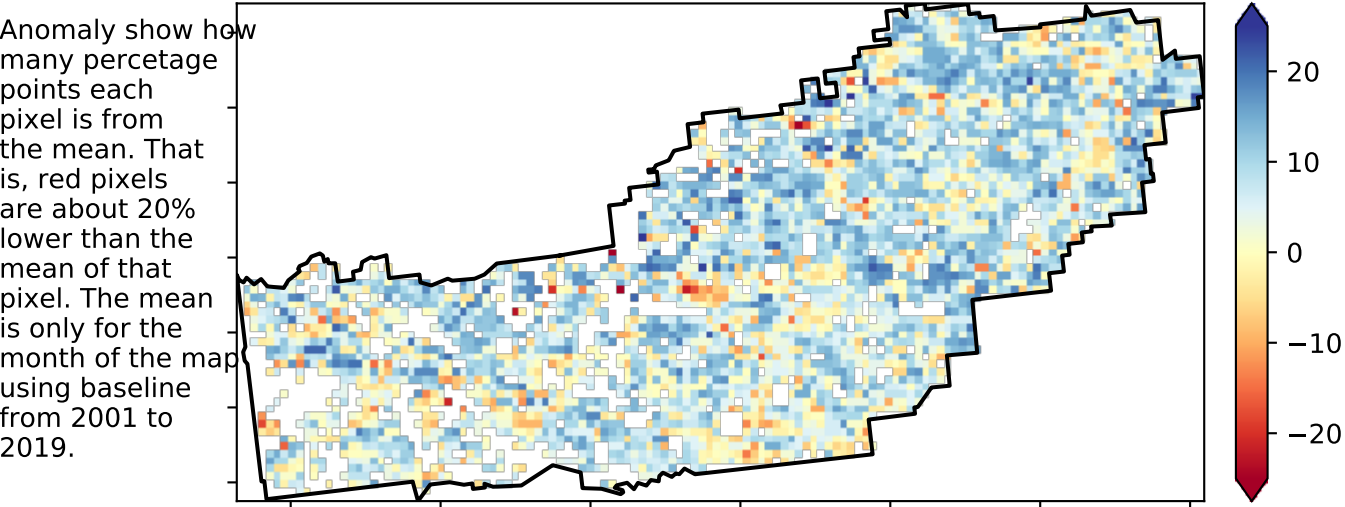 Anomaly show how
many percetage
points each
pixel is from
the mean. That
is, red pixels
are about 20%
lower than the
mean of that
pixel. The mean
is only for the
month of the map
using baseline
from 2001 to
2019.
20
10
0
−10
−20